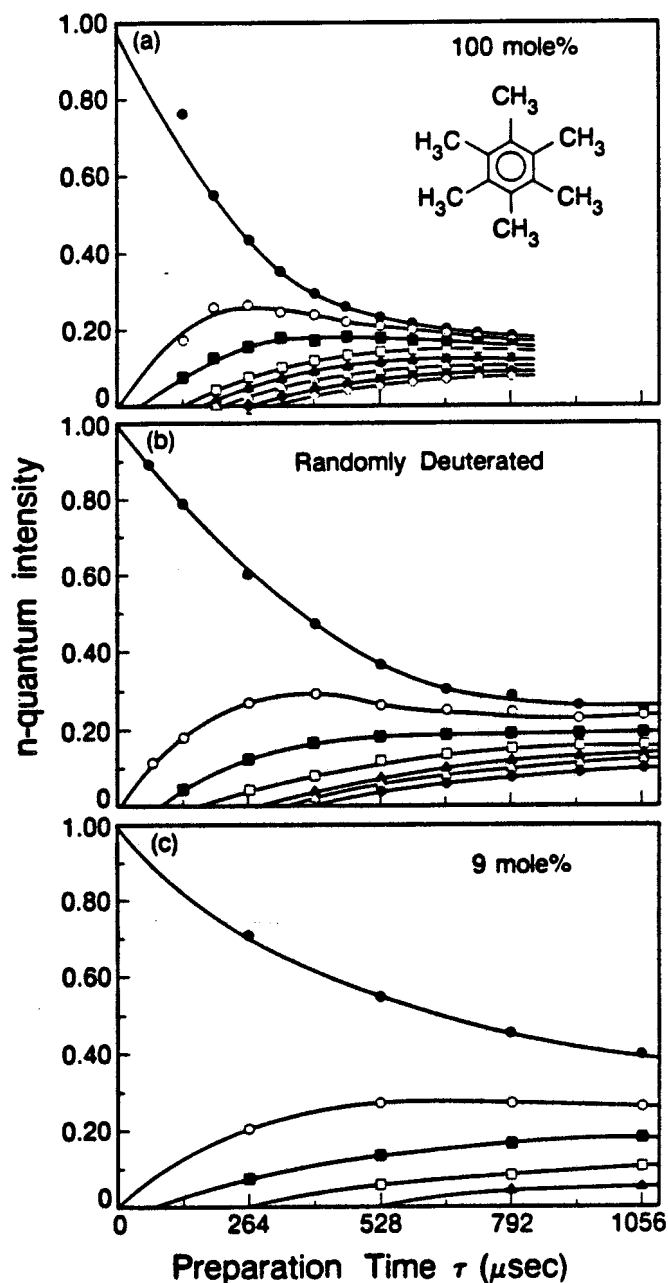 1.00
(a)
100 mole%
0.80
CH₃
H₃C
CH₃
0.60
H₃C
CH₃
CH₃
0.40
0.20
0
1.00
(b)
Randomly Deuterated
0.80
0.60
0.40
0.20
0
n-quantum intensity
1.00
(c)
9 mole%
0.80
0.60
0.40
0.20
0
0
264
528
792
1056
Preparation Time τ (μsec)